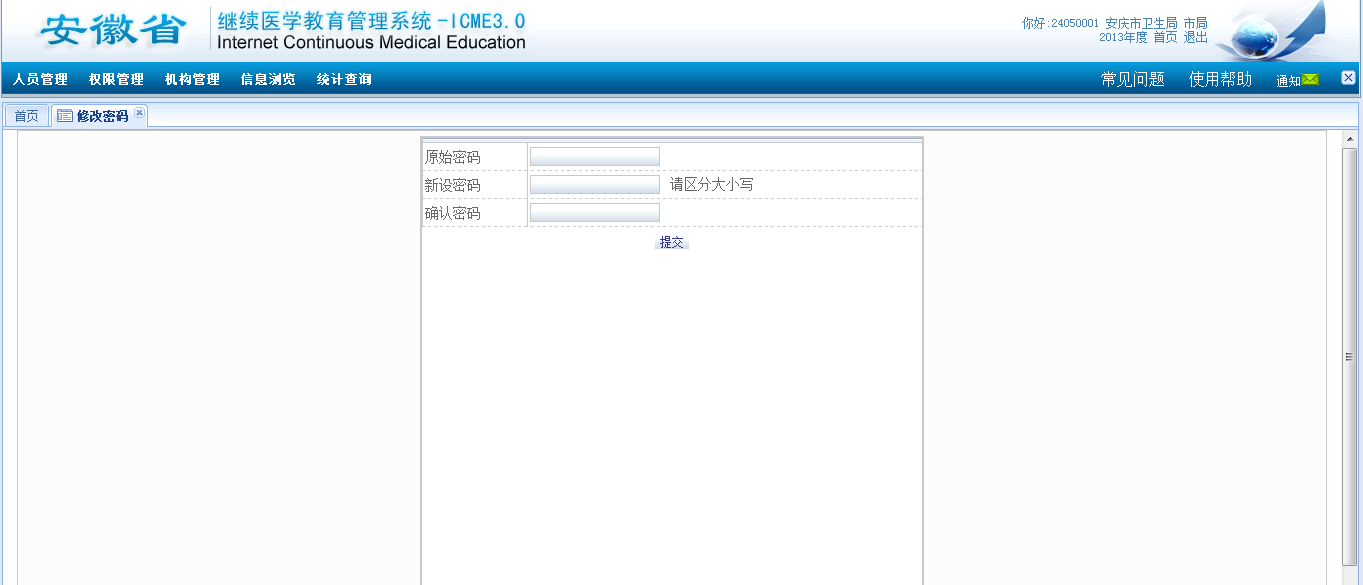 安徽省
继续医学教育管理系统-ICME3.0
Internet Continuous Medical Education
你好:24050001 安庆市卫生局 市局
2013年度 首页 退出
人员管理 权限管理 机构管理 信息浏览 统计查询 常见问题 使用帮助 通知
首页 修改密码
原始密码
新设密码 请区分大小写
确认密码
提交